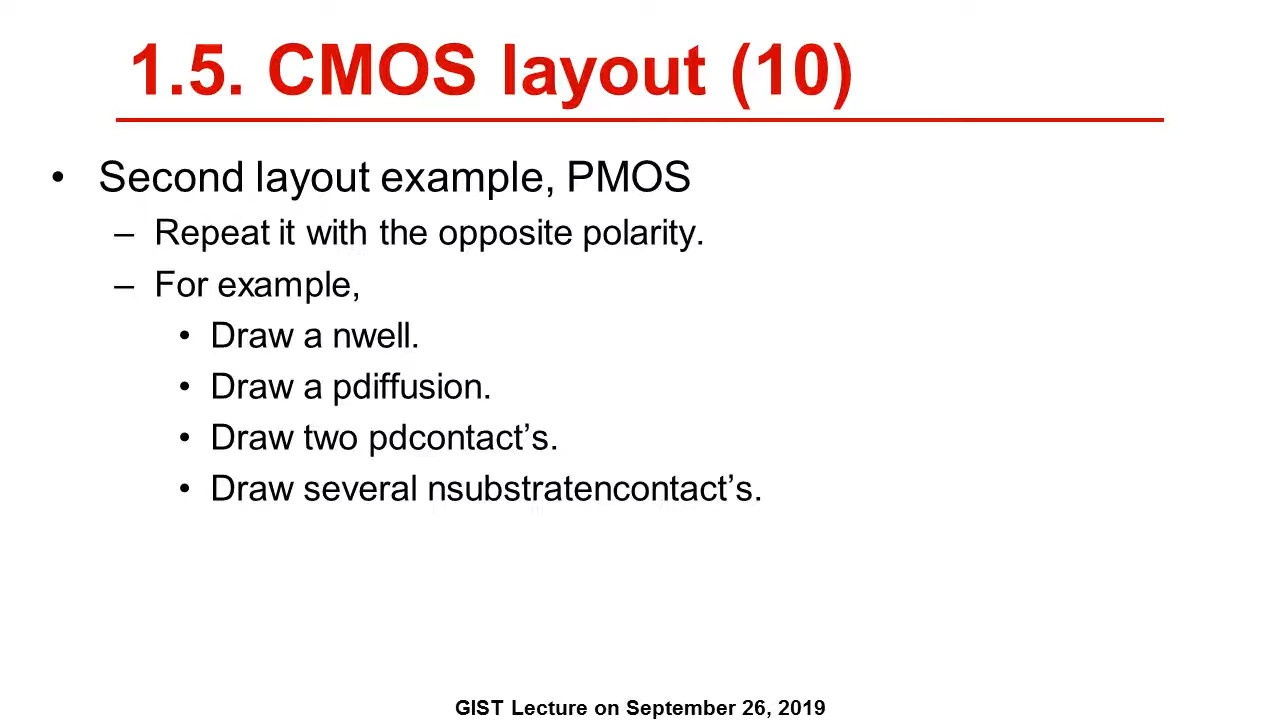 1.5. CMOS layout (10)
• Second layout example, PMOS
– Repeat it with the opposite polarity.
– For example,
• Draw a nwell.
• Draw a pdiffusion.
• Draw two pdcontact’s.
• Draw several nsubstratencontact’s.
GIST Lecture on September 26, 2019